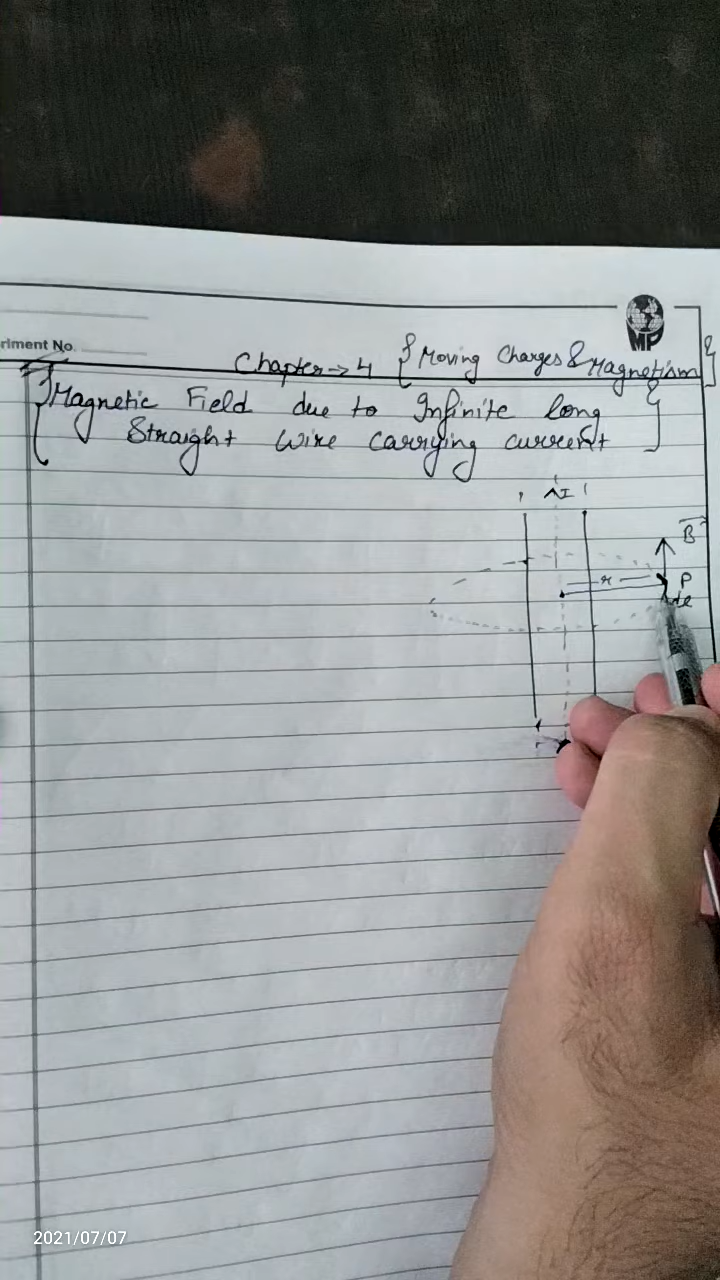 MP
riment No.
Chapter → 4 { Moving Charges & Magnetism }
{ Magnetic Field due to Infinite long
Straight wire carrying current }
I
B
r P
dl
2021/07/07